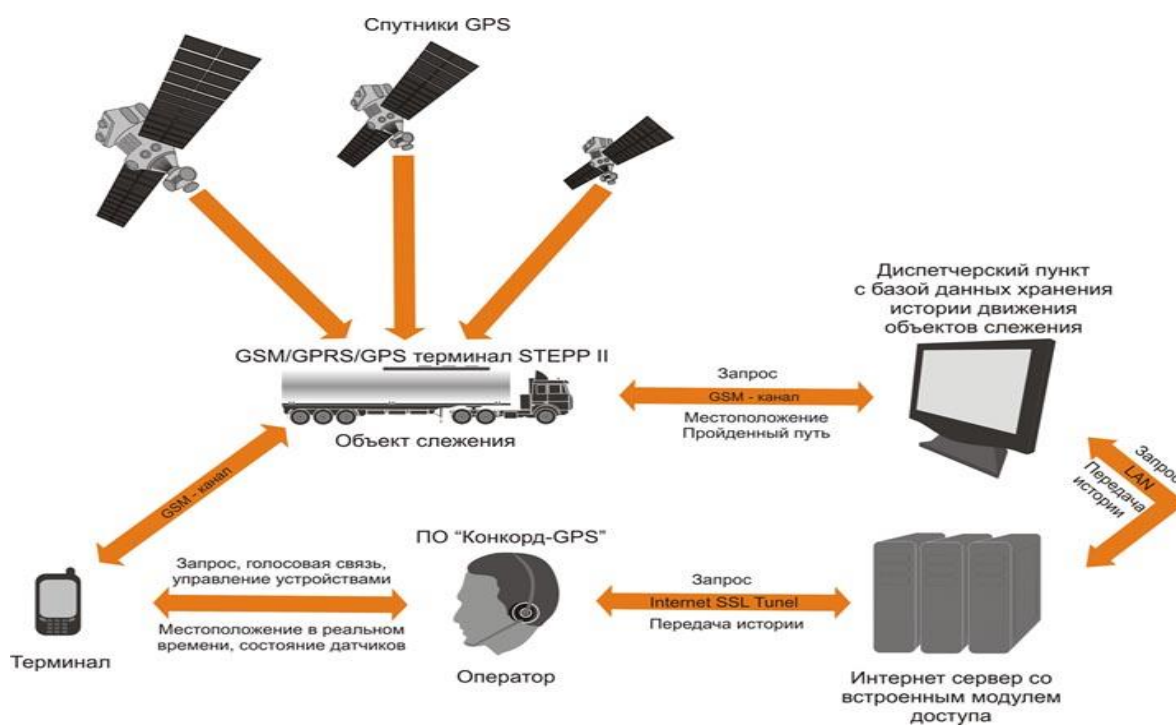 Спутники GPS
Диспетчерский пункт
с базой данных хранения
истории движения
объектов слежения
GSM/GPRS/GPS терминал STEPP II
Объект слежения
Запрос
GSM - канал
Местоположение
Пройденный путь
Запрос
LAN
Передача
истории
GSM - канал
ПО "Конкорд-GPS"
Запрос, голосовая связь,
управление устройствами
Местоположение в реальном
времени, состояние датчиков
Терминал
Оператор
Запрос
Internet SSL Tunel
Передача истории
Интернет сервер со
встроенным модулем
доступа